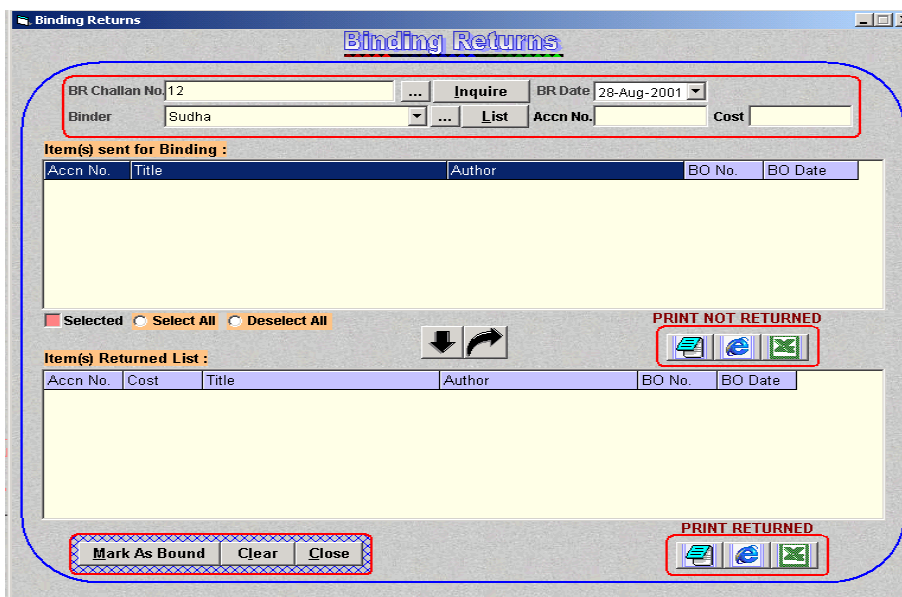 Binding Returns
Binding Returns
BR Challan No. 12 ... Inquire BR Date 28-Aug-2001
Binder Sudha ... List Accn No. Cost
Item(s) sent for Binding :
Accn No. Title Author BO No. BO Date
Selected Select All Deselect All
PRINT NOT RETURNED
Item(s) Returned List :
Accn No. Cost Title Author BO No. BO Date
PRINT RETURNED
Mark As Bound Clear Close